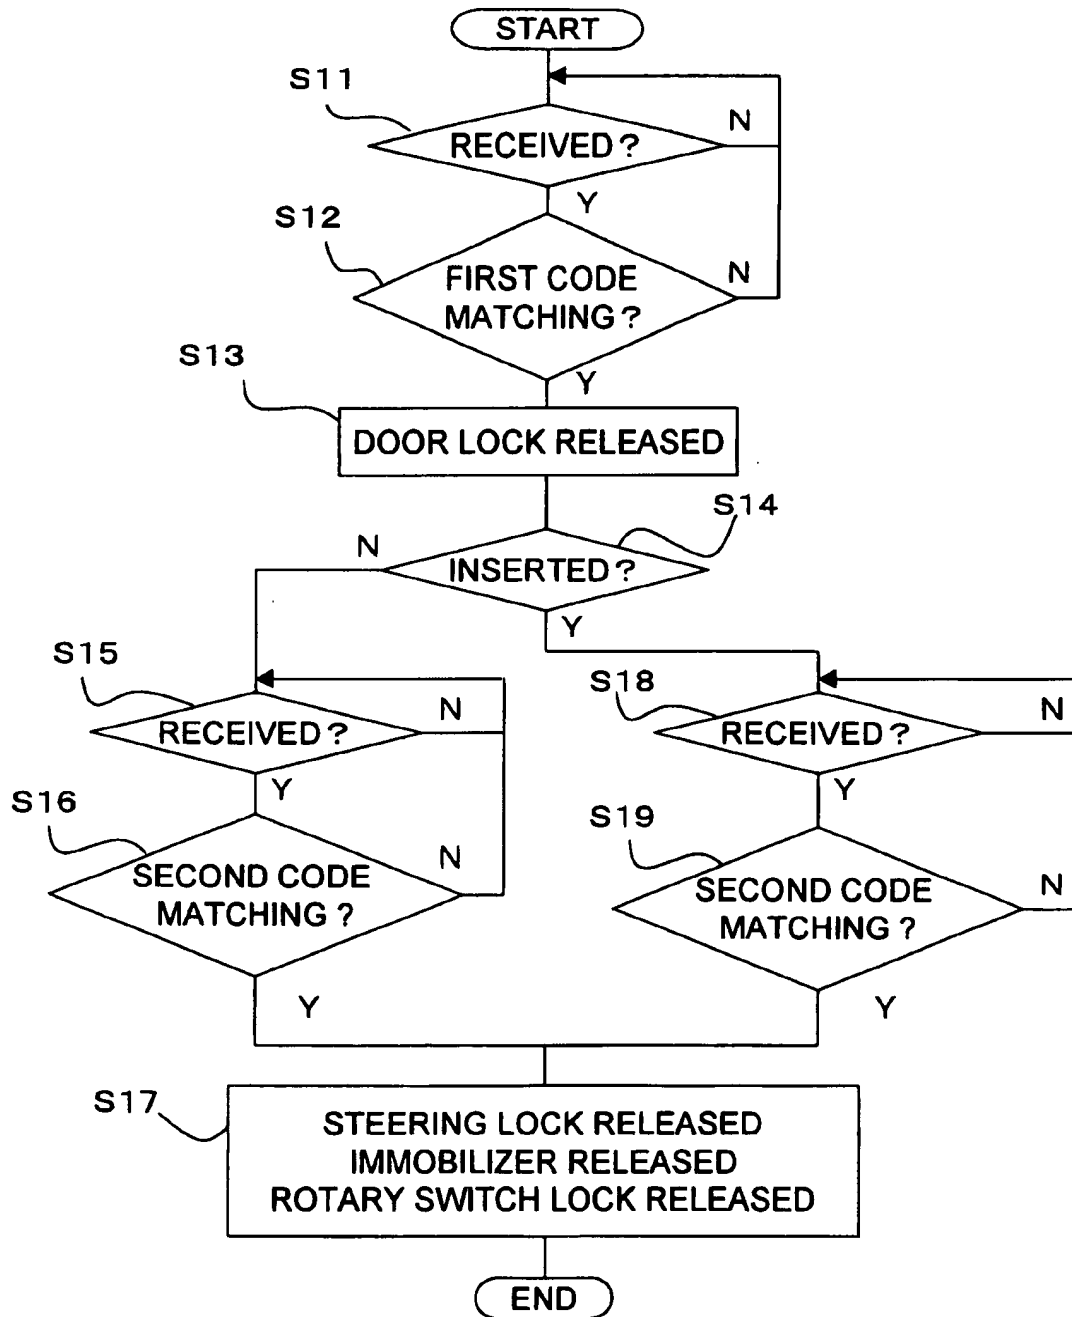 START
S11
RECEIVED?
N
Y
S12
FIRST CODE
MATCHING?
N
Y
S13
DOOR LOCK RELEASED
S14
INSERTED?
N
Y
S15
RECEIVED?
N
Y
S16
SECOND CODE
MATCHING?
N
Y
S18
RECEIVED?
N
Y
S19
SECOND CODE
MATCHING?
N
Y
S17
STEERING LOCK RELEASED
IMMOBILIZER RELEASED
ROTARY SWITCH LOCK RELEASED
END